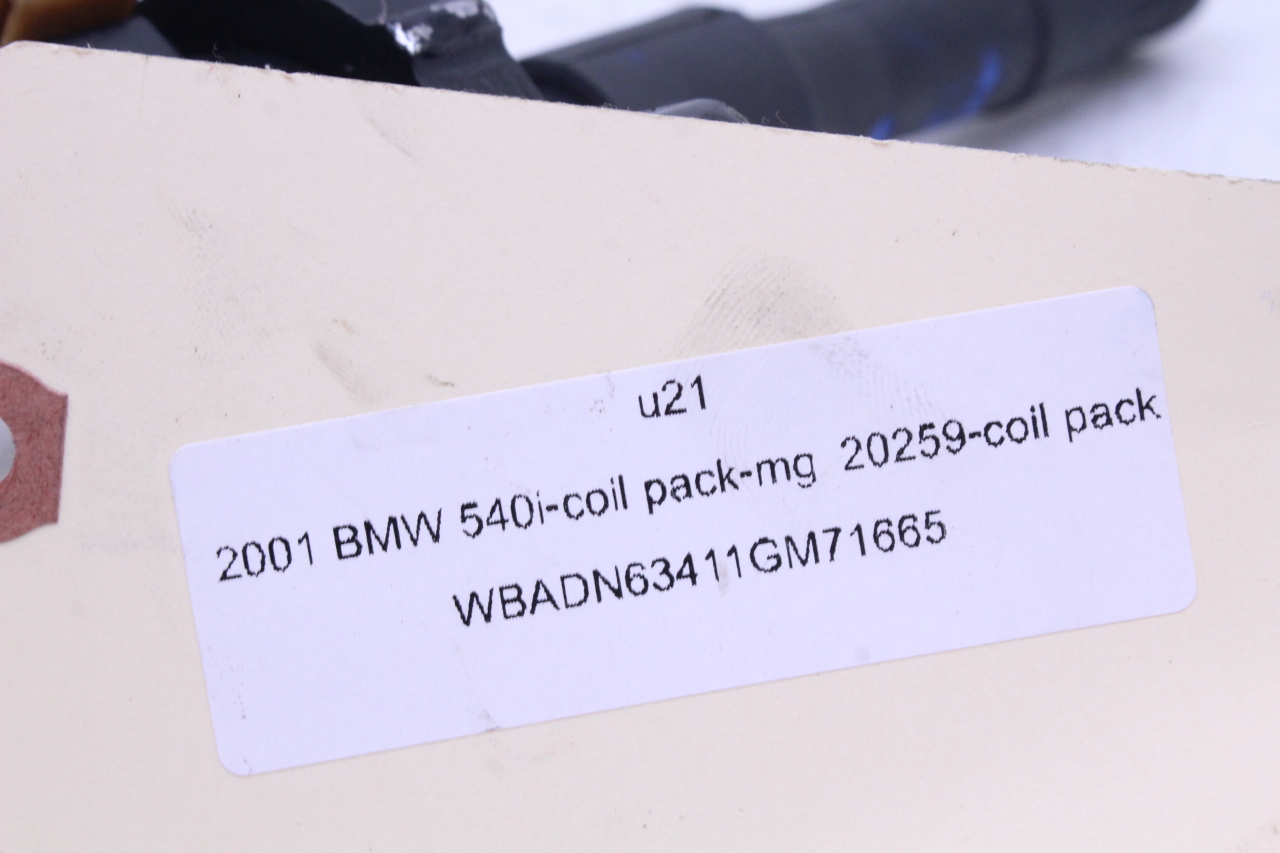 u21
2001 BMW 540i-coil pack-mg 20259-coil pack
WBADN63411GM71665